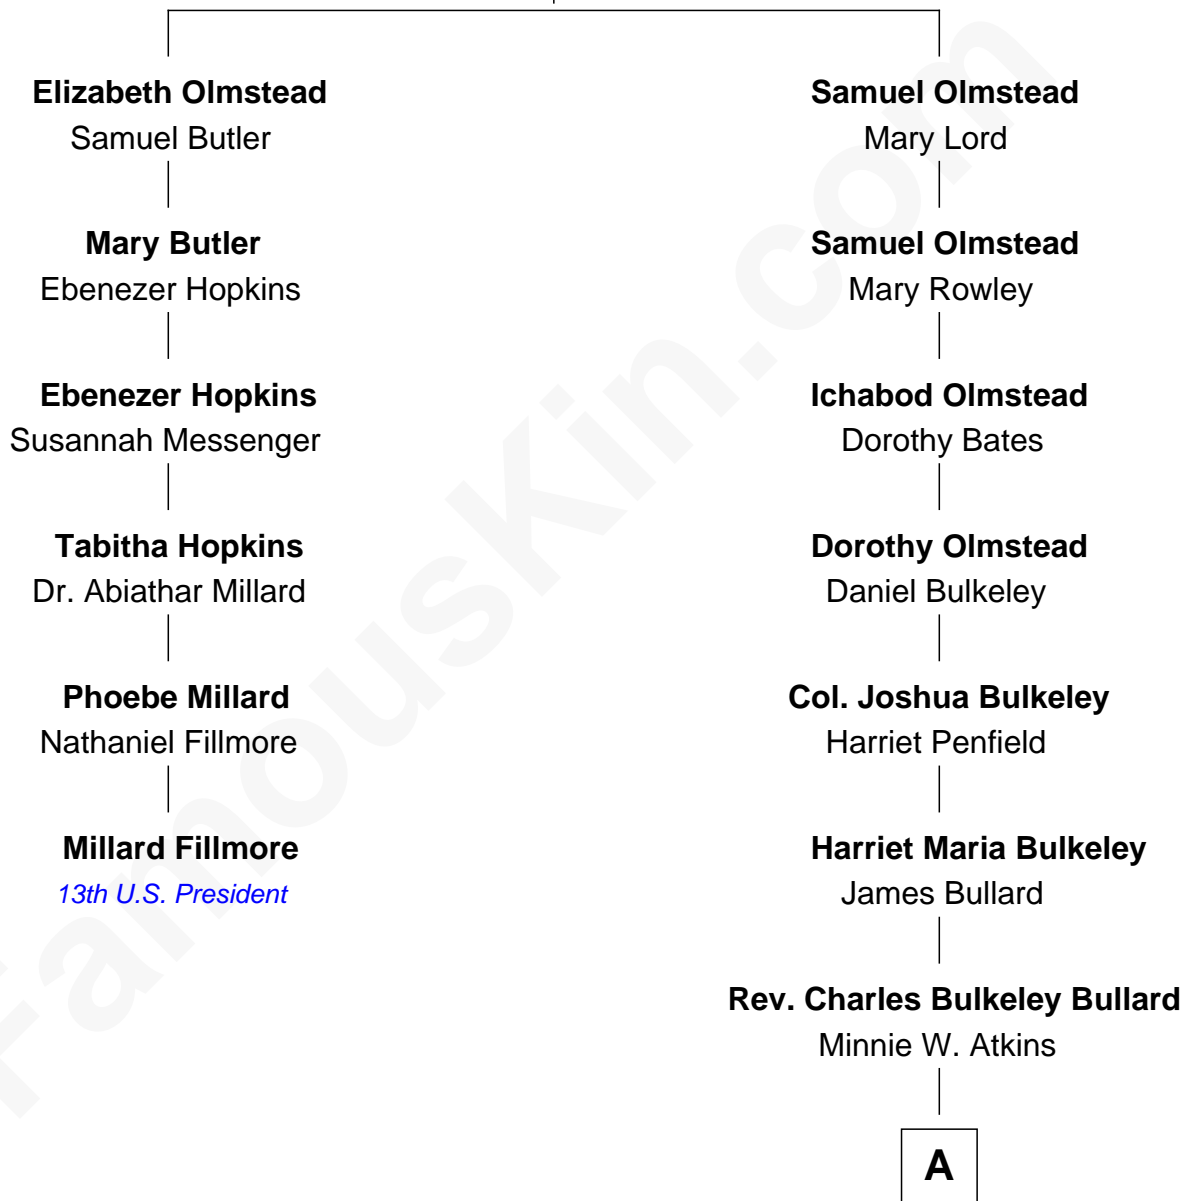 Elizabeth Olmstead
Samuel Butler
Mary Butler
Ebenezer Hopkins
Ebenezer Hopkins
Susannah Messenger
Tabitha Hopkins
Dr. Abiathar Millard
Phoebe Millard
Nathaniel Fillmore
Millard Fillmore
13th U.S. President
Samuel Olmstead
Mary Lord
Samuel Olmstead
Mary Rowley
Ichabod Olmstead
Dorothy Bates
Dorothy Olmstead
Daniel Bulkeley
Col. Joshua Bulkeley
Harriet Penfield
Harriet Maria Bulkeley
James Bullard
Rev. Charles Bulkeley Bullard
Minnie W. Atkins
A
FamousKin.com